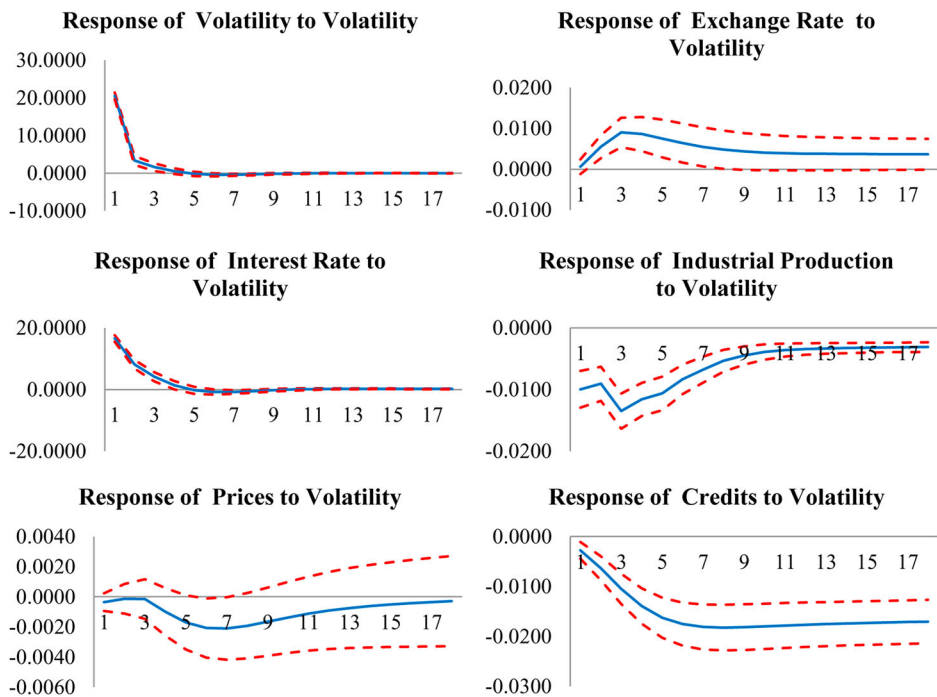 Response of Volatility to Volatility
30.0000
20.0000
10.0000
0.0000
-10.0000
1 3 5 7 9 11 13 15 17
Response of Exchange Rate to
Volatility
0.0200
0.0100
0.0000
-0.0100
1 3 5 7 9 11 13 15 17
Response of Interest Rate to
Volatility
20.0000
0.0000
-20.0000
1 3 5 7 9 11 13 15 17
Response of Industrial Production
to Volatility
0.0000
-0.0100
-0.0200
1 3 5 7 9 11 13 15 17
Response of Prices to Volatility
0.0040
0.0020
0.0000
-0.0020
-0.0040
-0.0060
1 3 5 7 9 11 13 15 17
Response of Credits to Volatility
0.0000
-0.0100
-0.0200
-0.0300
1 3 5 7 9 11 13 15 17